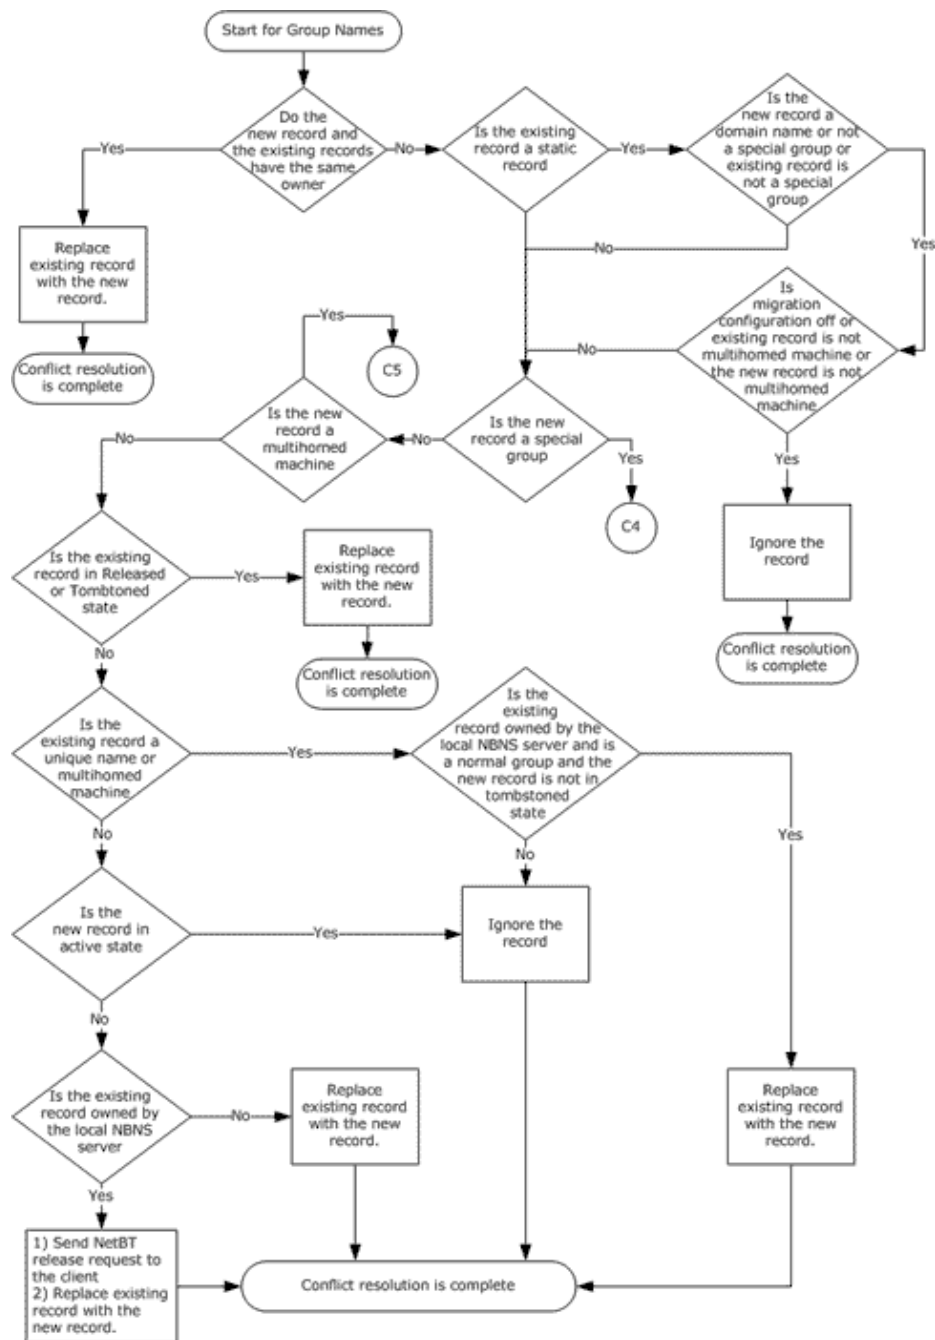 Start for Group Names
Do the
new record and
the existing records
have the same
owner
Yes
No
Is the existing
record a static
record
Yes
Is the
new record a
domain name or not
a special group or
existing record is
not a special
group
Replace
existing record
with the new
record.
No
Yes
Conflict resolution
is complete
Yes
C5
No
Is
migration
configuration off or
existing record is not
multihomed machine or
the new record is not
multihomed
machine
Is the new
record a
multihomed
machine
No
No
Is the new
record a special
group
Yes
C4
Yes
Ignore the
record
Conflict resolution
is complete
Is the existing
record in Released
or Tombtoned
state
Yes
Replace
existing record
with the new
record.
Conflict resolution
is complete
No
Is the
existing record a
unique name or
multihomed
machine
Yes
Is the
existing
record owned by the
local NBNS server and is
a normal group and the
new record is not in
tombstoned
state
Yes
No
No
Is the
new record in
active state
Yes
Ignore the
record
No
Is the existing
record owned by
the local NBNS
server
No
Replace
existing record
with the new
record.
Replace
existing record
with the new
record.
Yes
1) Send NetBT
release request to
the client
2) Replace existing
record with the
new record.
Conflict resolution is complete